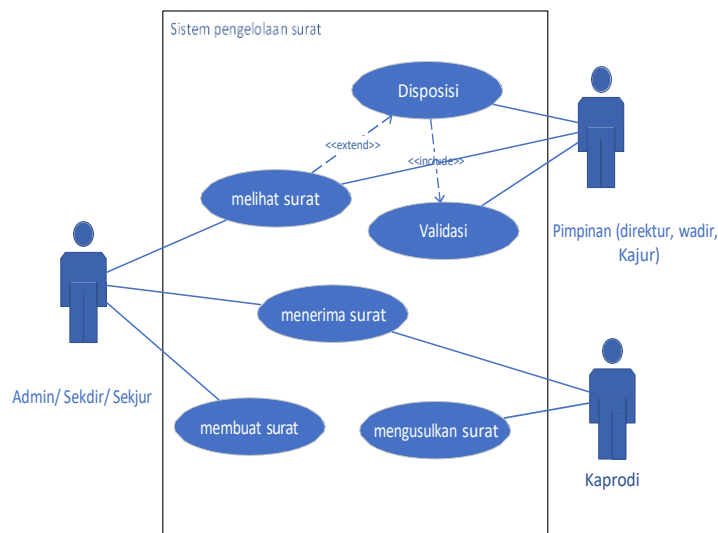 Sistem pengelolaan surat
Disposisi
<<extend>>
<<include>>
melihat surat
Validasi
Pimpinan (direktur, wadir,
Kajur)
menerima surat
Admin/ Sekdir/ Sekjur
membuat surat
mengusulkan surat
Kaprodi